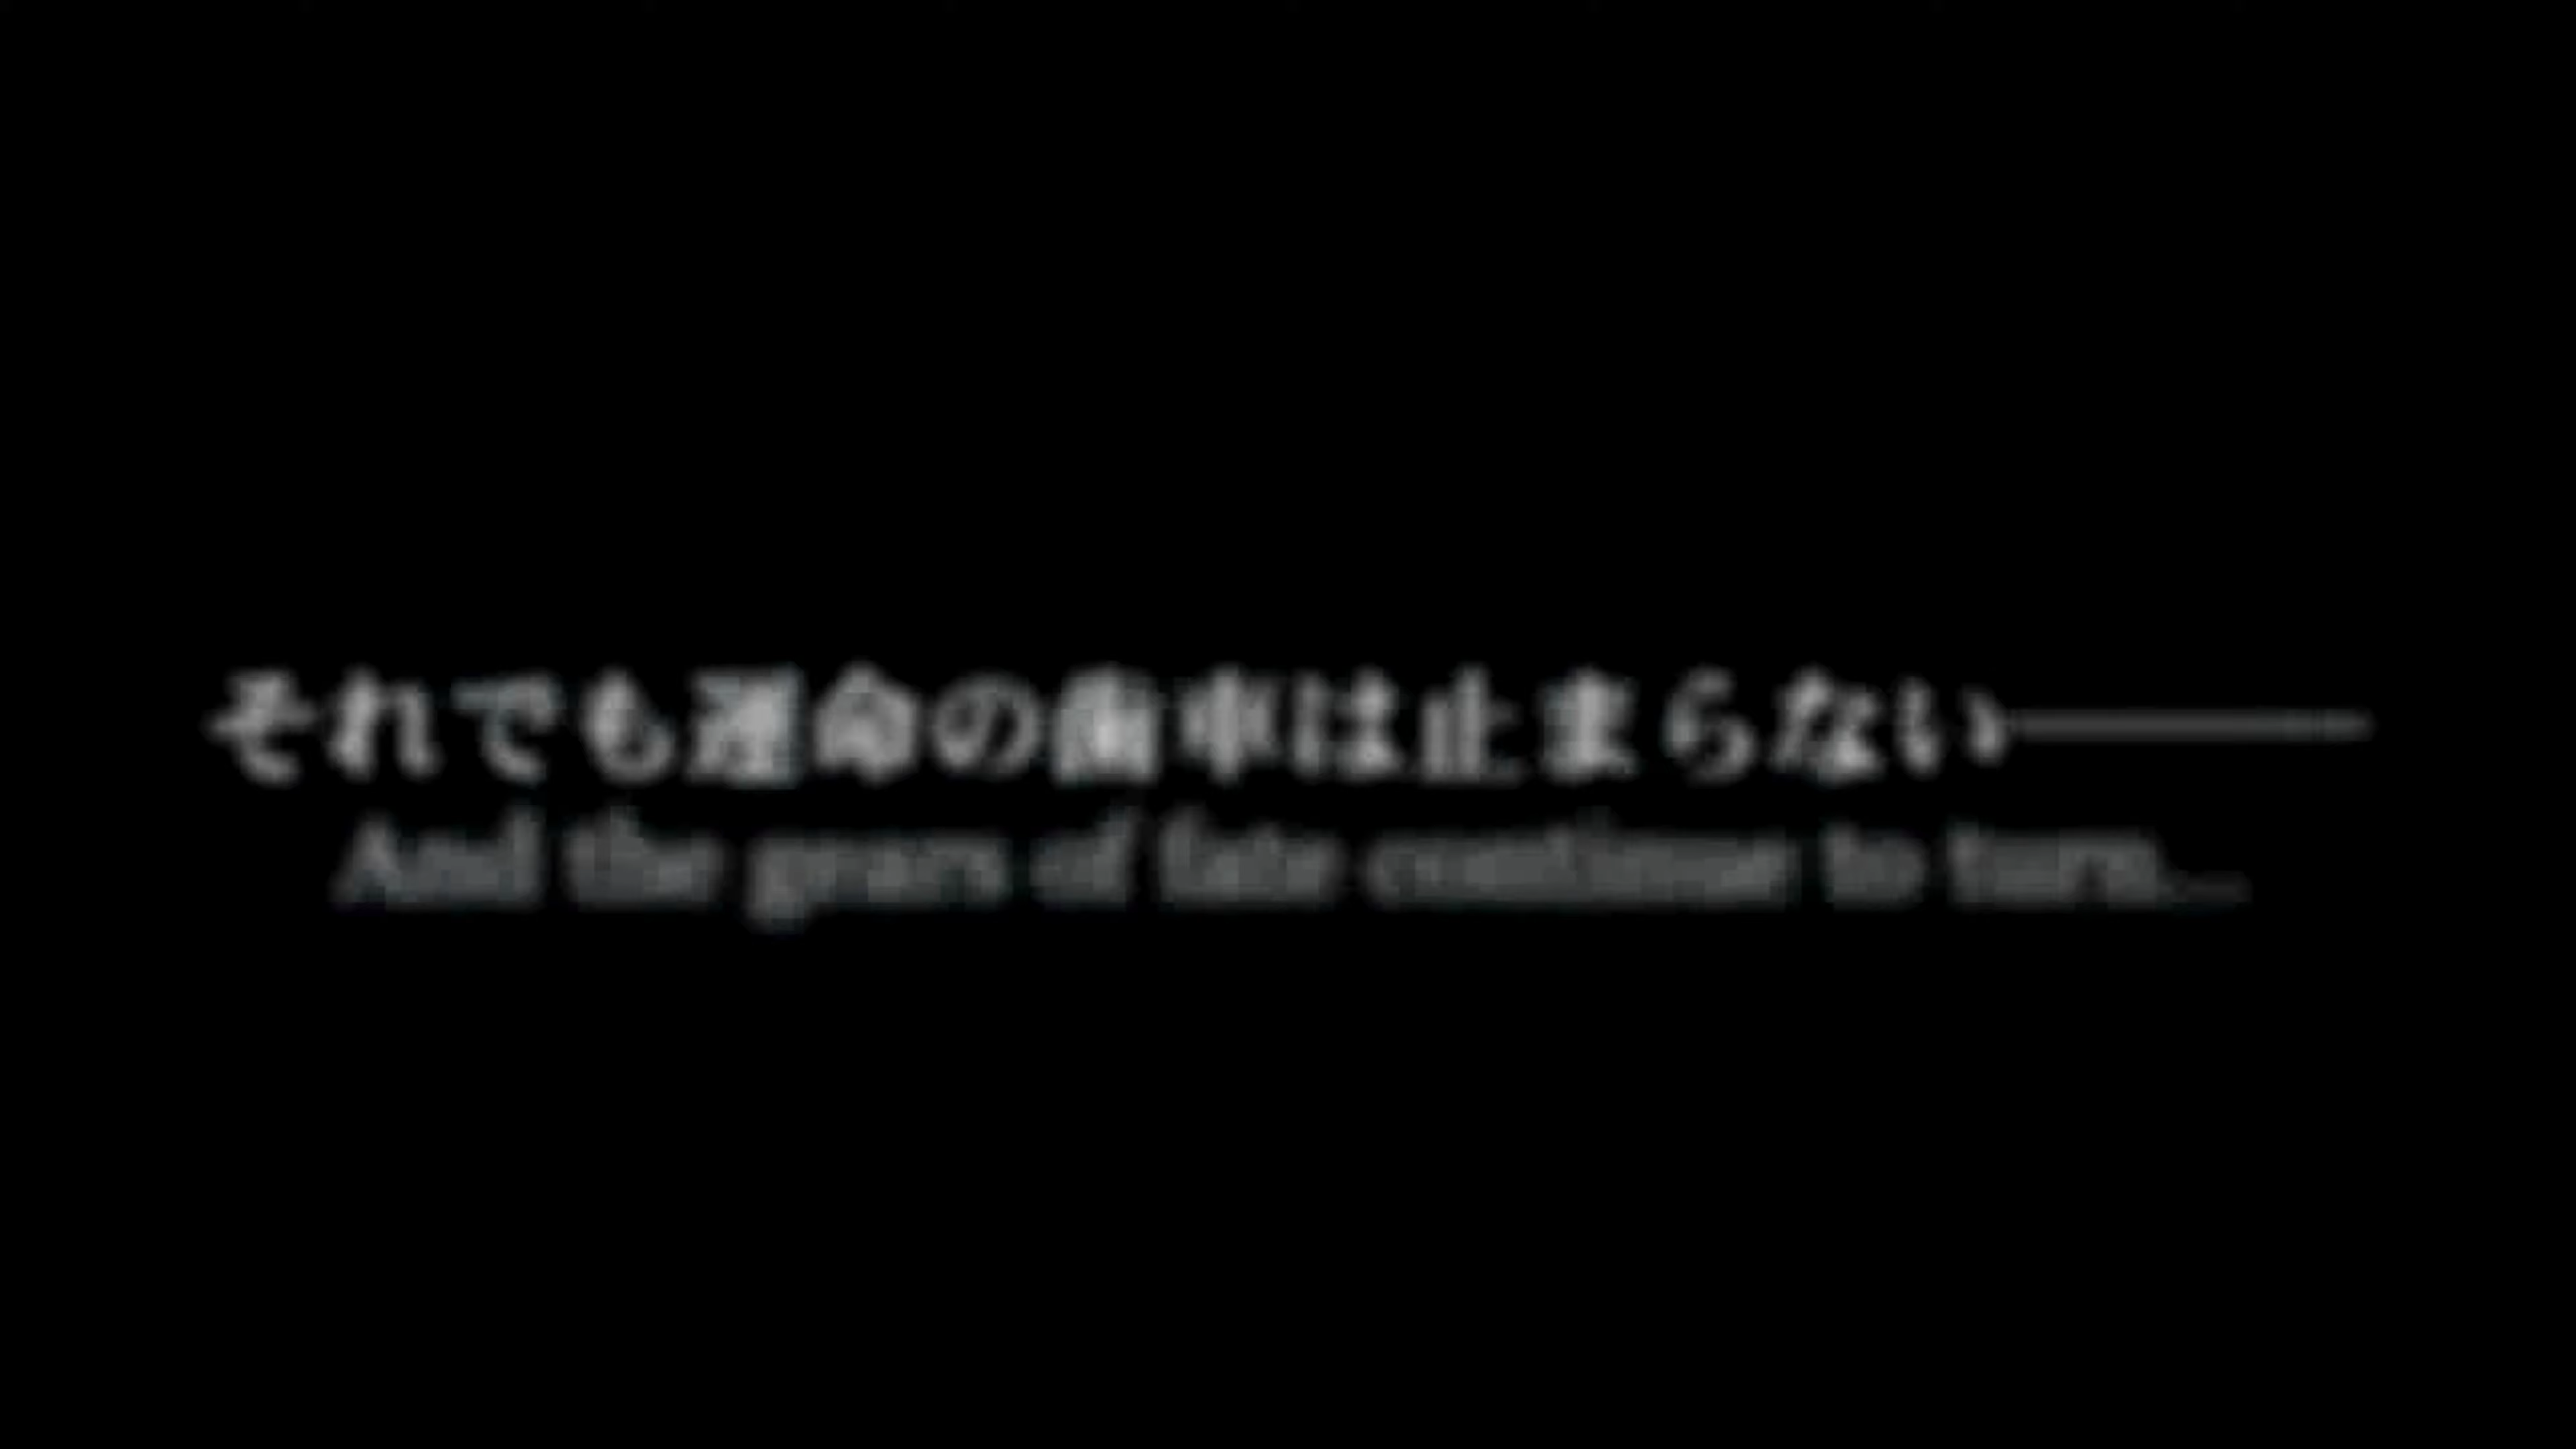 それでも運命の歯車は止まらない―――
And the gears of fate continue to turn...